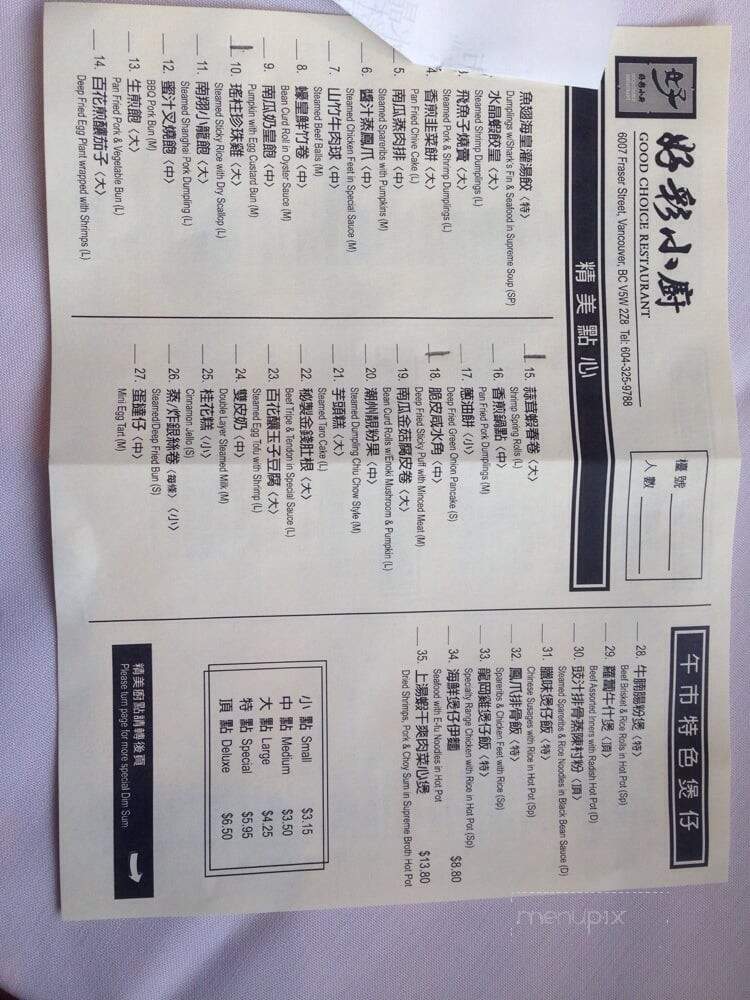 好彩小廚
好彩小廚
GOOD CHOICE RESTAURANT
6007 Fraser Street, Vancouver, BC V5W 2Z8 Tel: 604-325-9788
檯號
人數
精美點心
魚翅海皇灌湯餃〈特〉
Dumplings w/Shark's Fin & Seafood in Supreme Soup (SP)
水晶蝦餃皇〈大〉
Steamed Shrimp Dumplings (L)
飛魚子燒賣〈大〉
Steamed Pork & Shrimp Dumplings (L)
4. 香煎韭菜餅〈大〉
Pan Fried Chive Cake (L)
5. 南瓜蒸肉排〈中〉
Steamed Spareribs with Pumpkins (M)
6. 醬汁蒸鳳爪〈中〉
Steamed Chicken Feet in Special Sauce (M)
7. 山竹牛肉球〈中〉
Steamed Beef Balls (M)
8. 蠔皇鮮竹卷〈中〉
Bean Curd Roll in Oyster Sauce (M)
9. 南瓜奶皇飽〈中〉
Pumpkin with Egg Custard Bun (M)
10. 瑤柱珍珠雞〈大〉
Steamed Sticky Rice with Dry Scallop (L)
11. 南翔小籠飽〈大〉
Steamed Shanghai Pork Dumpling (L)
12. 蜜汁叉燒飽〈中〉
BBQ Pork Bun (M)
13. 生煎飽〈大〉
Pan Fried Pork & Vegetable Bun (L)
14. 百花煎釀茄子〈大〉
Deep Fried Egg Plant wrapped with Shrimps (L)
15. 蒜茸蝦春卷〈大〉
Shrimp Spring Rolls (L)
16. 香煎鍋點〈中〉
Pan Fried Pork Dumplings (M)
17. 蔥油餅〈小〉
Deep Fried Green Onion Pancake (S)
18. 脆皮咸水角〈中〉
Deep Fried Sticky Puff with Minced Meat (M)
19. 南瓜金菇腐皮卷〈大〉
Bean Curd Rolls w/Enoki Mushroom & Pumpkin (L)
20. 潮州靚粉果〈中〉
Steamed Dumpling Chiu Chow Style (M)
21. 芋頭糕〈大〉
Steamed Taro Cake (L)
22. 秘製金錢肚根〈大〉
Beef Tripe & Tendon in Special Sauce (L)
23. 百花釀玉子豆腐〈大〉
Steamed Egg Tofu with Shrimp (L)
24. 雙皮奶〈中〉
Double Layer Steamed Milk (M)
25. 桂花糕〈小〉
Cinnamon Jello (S)
26. 蒸/炸銀絲卷〈每條〉〈小〉
Steamed/Deep Fried Bun (S)
27. 蛋撻仔〈中〉
Mini Egg Tart (M)
午市特色煲仔
28. 牛腩腸粉煲〈特〉
Beef Brisket & Rice Rolls in Hot Pot (Sp)
29. 蘿蔔牛什煲〈頂〉
Beef Assorted Inners with Radish Hot Pot (D)
30. 豉汁排骨蒸陳村粉〈頂〉
Steamed Spareribs & Rice Noodles in Black Bean Sauce (D)
31. 臘味煲仔飯〈特〉
Chinese Susages with Rice in Hot Pot (Sp)
32. 鳳爪排骨飯〈特〉
Spareribs & Chicken Feet with Rice (Sp)
33. 龍岡雞煲仔飯〈特〉
Specialty Range Chicken with Rice in Hot Pot (Sp)
34. 海鮮煲仔伊麵 $8.80
Seafood with E-fu Noodles in Hot Pot
35. 上湯蝦干爽肉菜心煲 $13.80
Dried Shrimps, Pork & Choy Sum in Supreme Broth Hot Pot
小點 Small $3.15
中點 Medium $3.50
大點 Large $4.25
特點 Special $5.95
頂點 Deluxe $6.50
精美廚點請轉後頁
Please turn page for more special Dim Sum
menupix